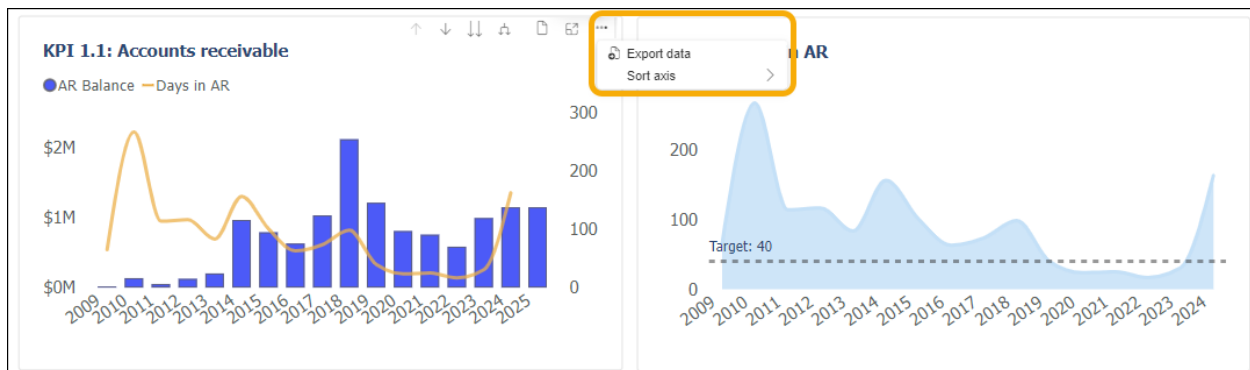 KPI 1.1: Accounts receivable
AR Balance Days in AR
$2M
$1M
$0M
300
200
100
0
2009 2010 2011 2012 2013 2014 2015 2016 2017 2018 2019 2020 2021 2022 2023 2024 2025
Export data
Sort axis
AR
200
100
0
Target: 40
2009 2010 2011 2012 2013 2014 2015 2016 2017 2018 2019 2020 2021 2022 2023 2024